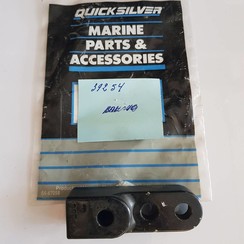 QUICKSILVER
MARINE
PARTS &
ACCESSORIES
39254